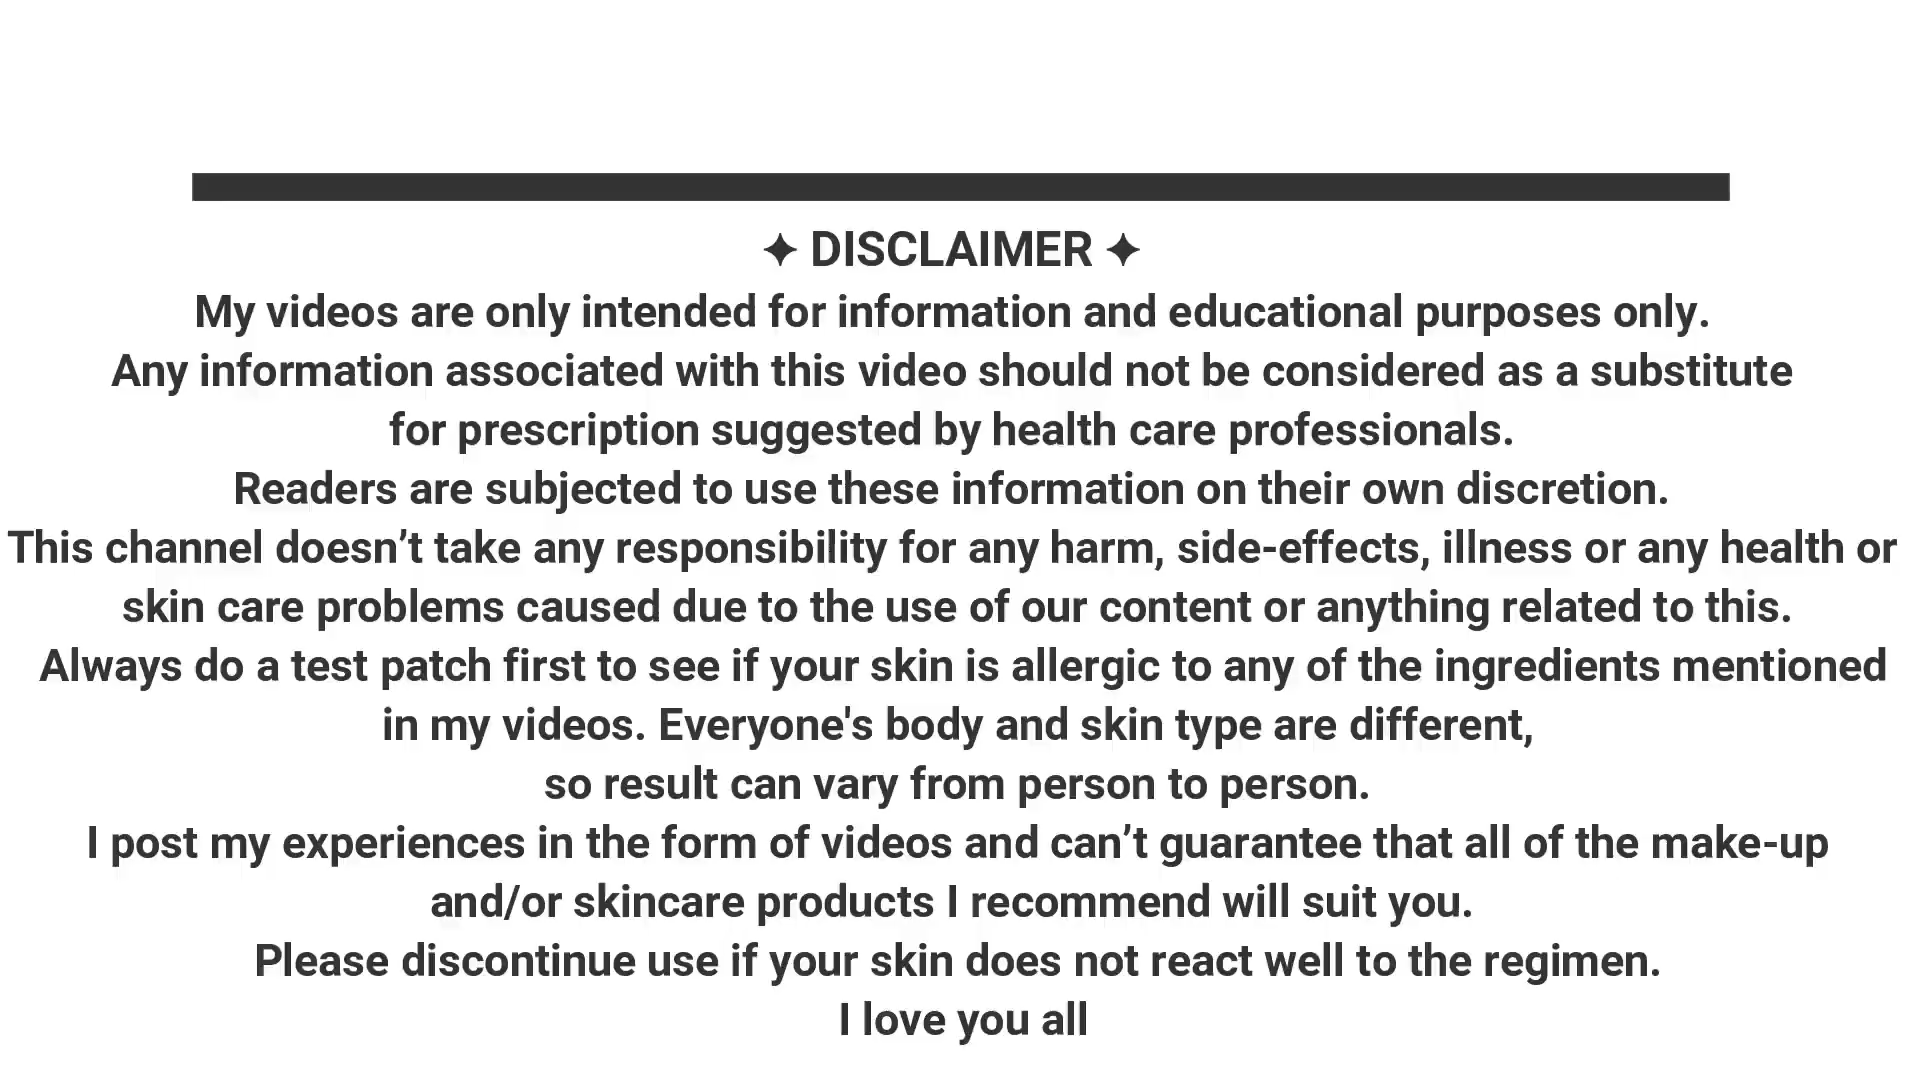 ✦ DISCLAIMER ✦
My videos are only intended for information and educational purposes only.
Any information associated with this video should not be considered as a substitute
for prescription suggested by health care professionals.
Readers are subjected to use these information on their own discretion.
This channel doesn’t take any responsibility for any harm, side-effects, illness or any health or
skin care problems caused due to the use of our content or anything related to this.
Always do a test patch first to see if your skin is allergic to any of the ingredients mentioned
in my videos. Everyone's body and skin type are different,
so result can vary from person to person.
I post my experiences in the form of videos and can’t guarantee that all of the make-up
and/or skincare products I recommend will suit you.
Please discontinue use if your skin does not react well to the regimen.
I love you all